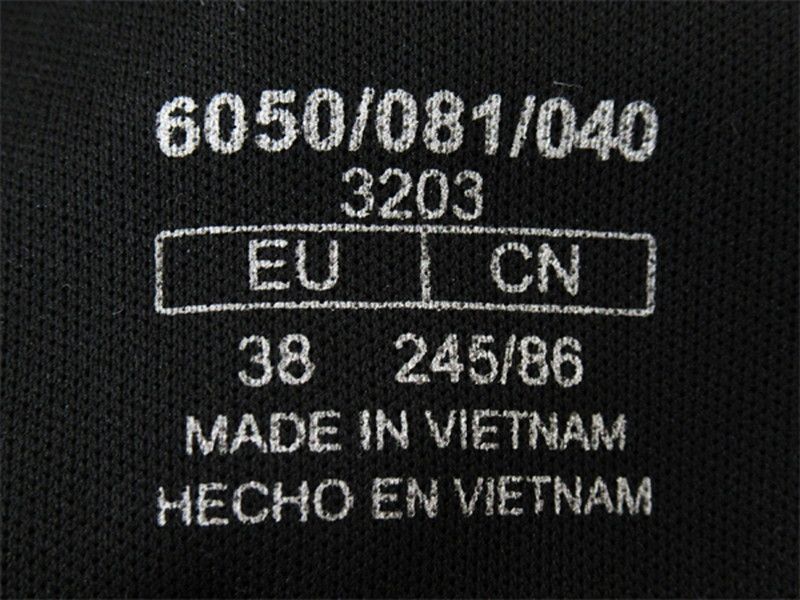 6050/081/040
3203
EU CN
38 245/86
MADE IN VIETNAM
HECHO EN VIETNAM